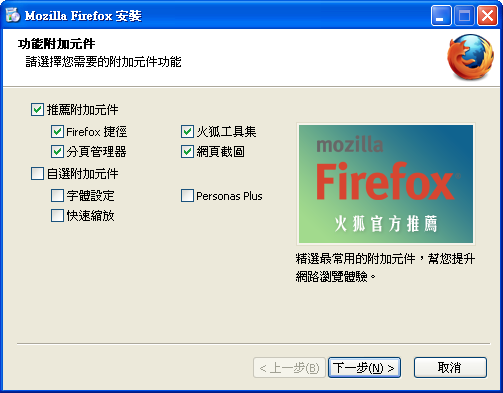 Mozilla Firefox 安裝
功能附加元件
請選擇您需要的附加元件功能
推薦附加元件
Firefox 捷徑
火狐工具集
分頁管理器
網頁截圖
自選附加元件
字體設定
Personas Plus
快速縮放
mozilla
Firefox
火狐官方推薦
精選最常用的附加元件，幫您提升
網路瀏覽體驗。
< 上一步(B)
下一步(N) >
取消